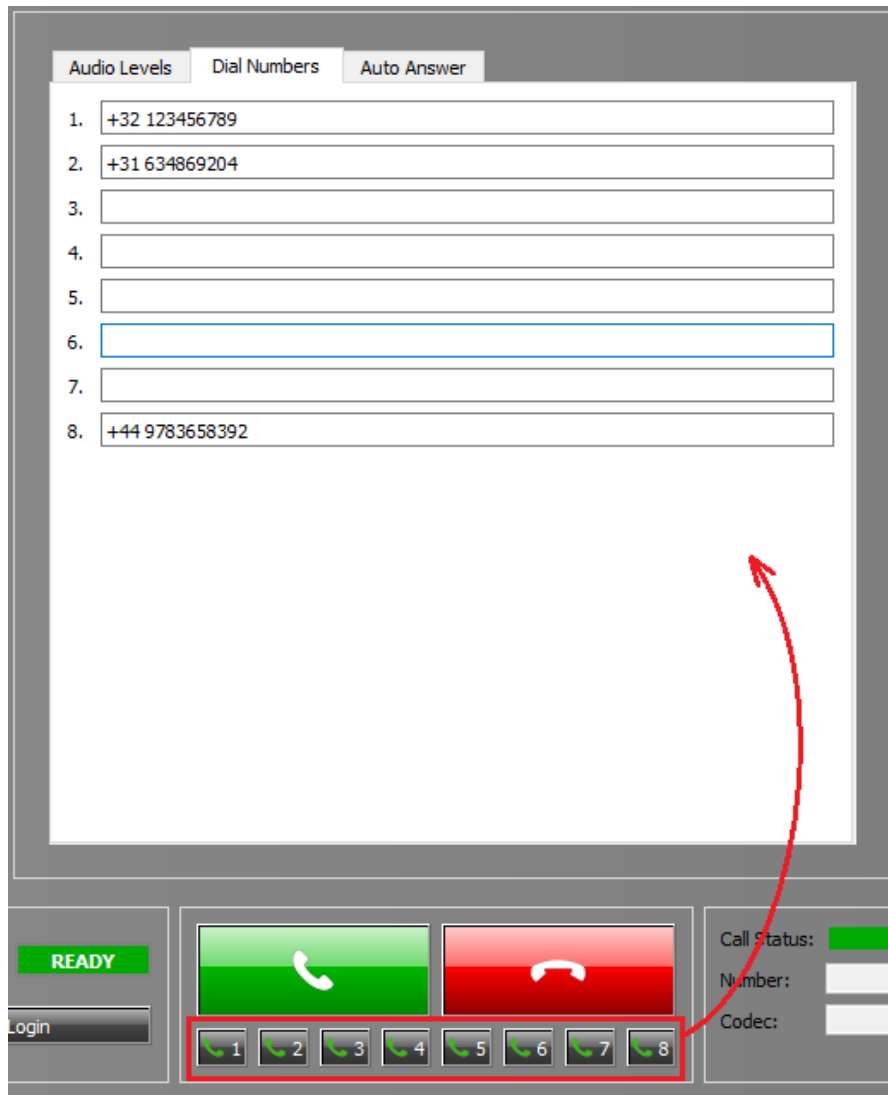 Audio Levels Dial Numbers Auto Answer
1. +32 123456789
2. +31 634869204
3.
4.
5.
6.
7.
8. +44 9783658392
READY
Login
Call Status:
Number:
Codec:
1 2 3 4 5 6 7 8